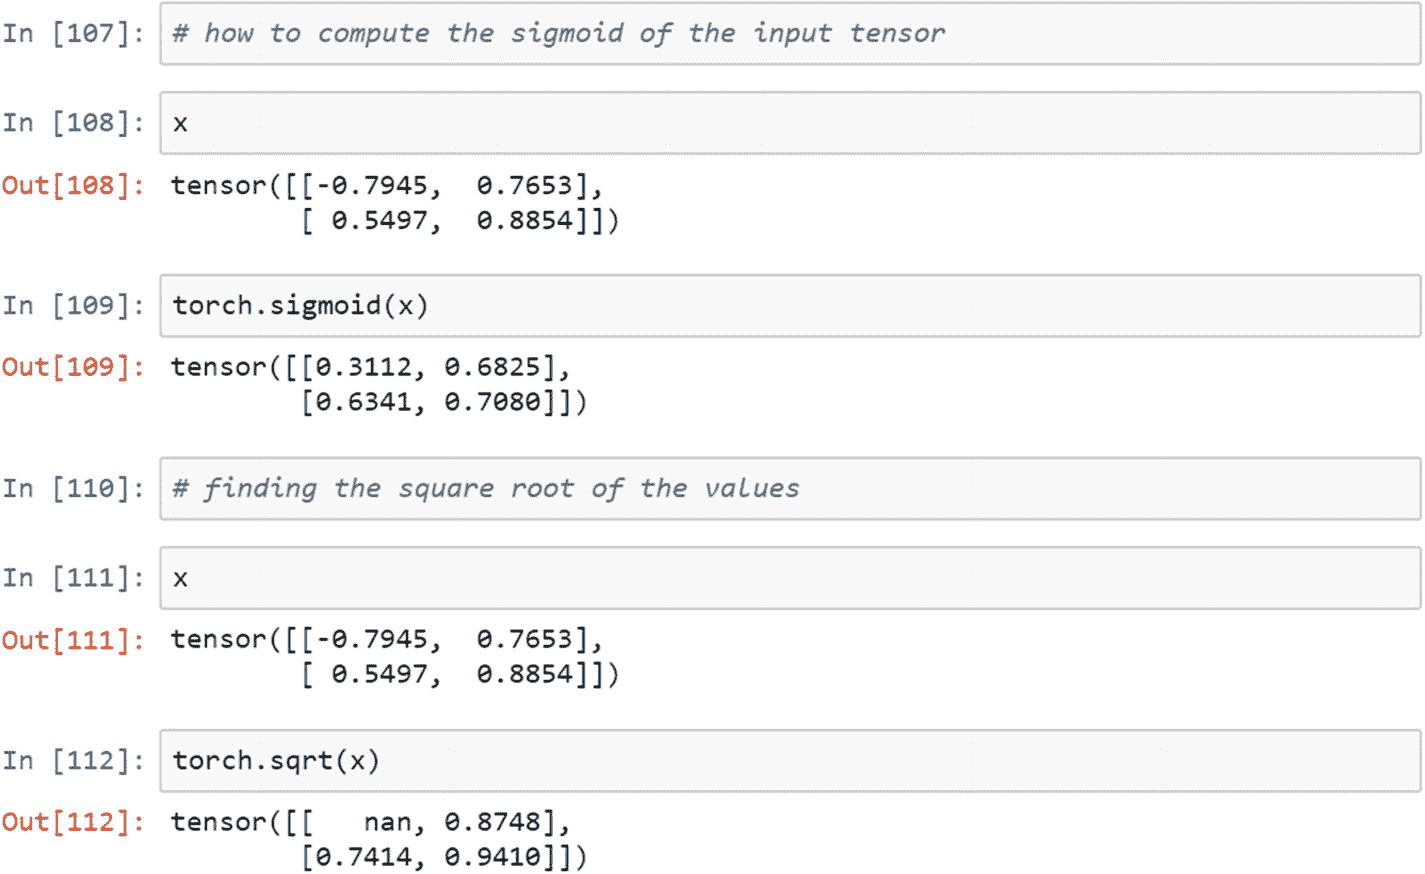 In [107]: # how to compute the sigmoid of the input tensor
In [108]: x
Out[108]: tensor([[-0.7945,  0.7653],
        [ 0.5497,  0.8854]])
In [109]: torch.sigmoid(x)
Out[109]: tensor([[0.3112, 0.6825],
        [0.6341, 0.7080]])
In [110]: # finding the square root of the values
In [111]: x
Out[111]: tensor([[-0.7945,  0.7653],
        [ 0.5497,  0.8854]])
In [112]: torch.sqrt(x)
Out[112]: tensor([[   nan, 0.8748],
        [0.7414, 0.9410]])